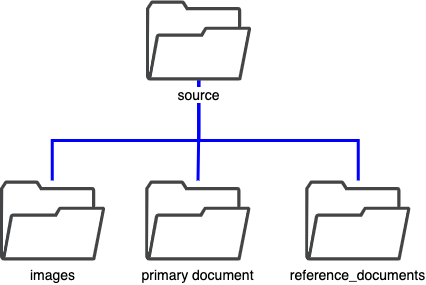 source
images
primary document
reference_documents